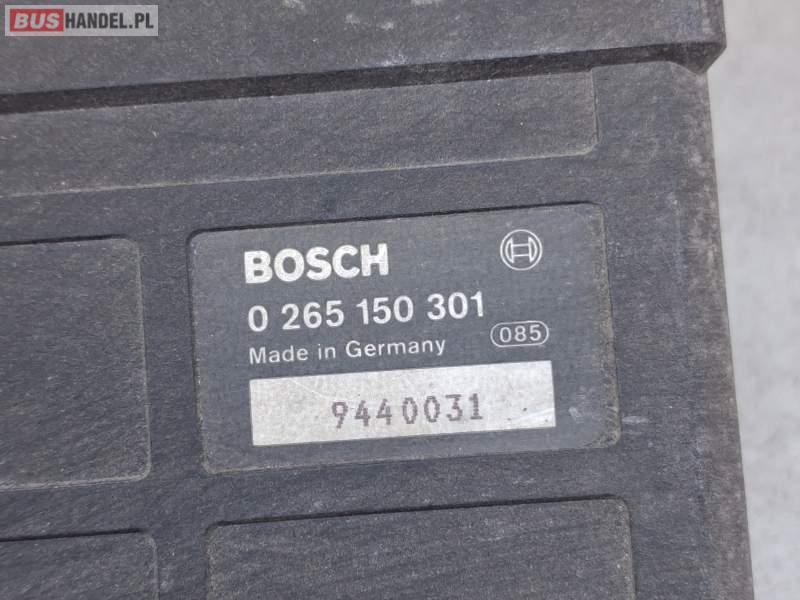 BUSHANDEL.PL
BOSCH
0 265 150 301
Made in Germany 085
9440031